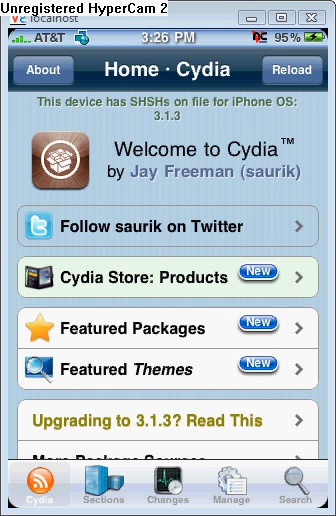 Unregistered HyperCam 2
localhost
AT&T 3:26 PM 95%
About Home · Cydia Reload
This device has SHSHs on file for iPhone OS:
3.1.3
Welcome to Cydia™
by Jay Freeman (saurik)
Follow saurik on Twitter
Cydia Store: Products New
Featured Packages New
Featured Themes New
Upgrading to 3.1.3? Read This
More Package Sources
Cydia Sections Changes Manage Search